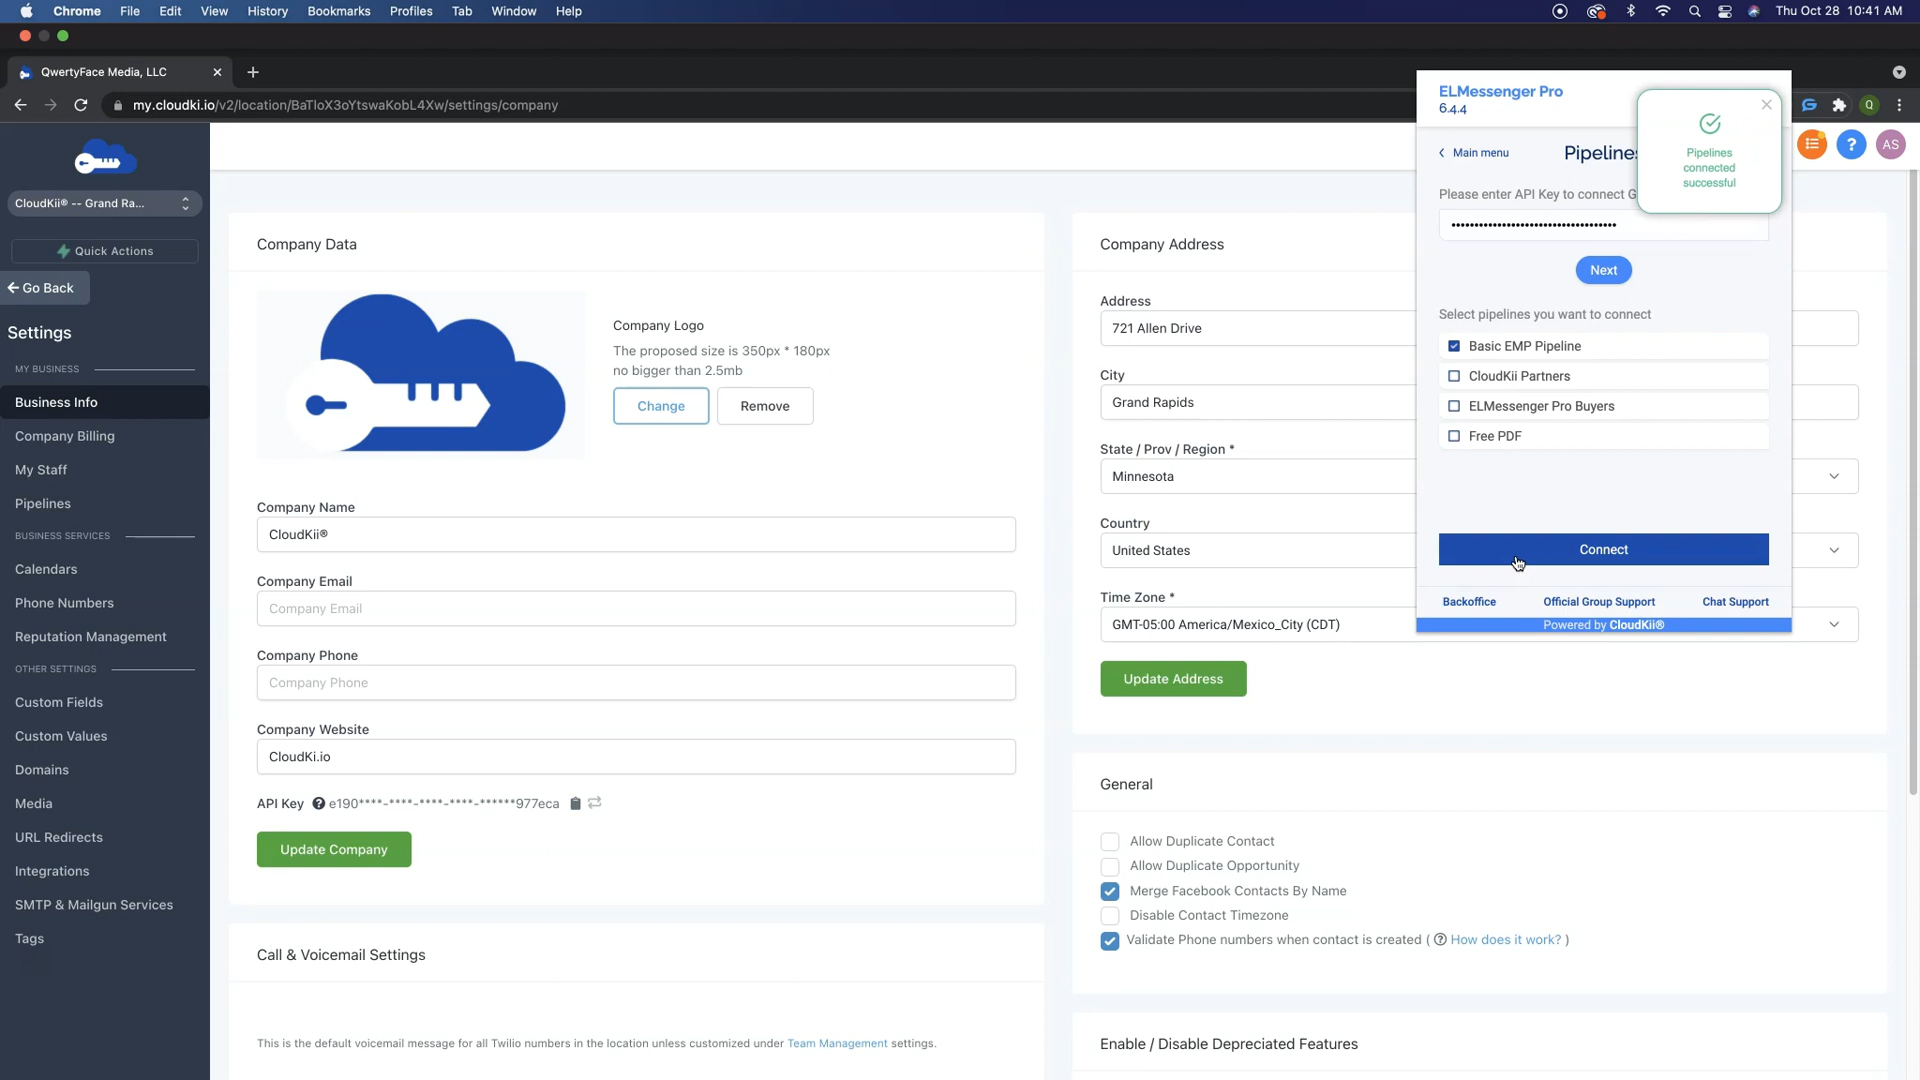 Chrome File Edit View History Bookmarks Profiles Tab Window Help
Thu Oct 28 10:41 AM
QwertyFace Media, LLC
my.cloudki.io/v2/location/BaTloX3oYtswaKobL4Xw/settings/company
Q
CloudKii® -- Grand Ra...
Quick Actions
Go Back
Settings
MY BUSINESS
Business Info
Company Billing
My Staff
Pipelines
BUSINESS SERVICES
Calendars
Phone Numbers
Reputation Management
OTHER SETTINGS
Custom Fields
Custom Values
Domains
Media
URL Redirects
Integrations
SMTP & Mailgun Services
Tags
Company Data
Company Logo
The proposed size is 350px * 180px
no bigger than 2.5mb
Change
Remove
Company Name
CloudKii®
Company Email
Company Email
Company Phone
Company Phone
Company Website
CloudKi.io
API Key ? e190****-****-****-****-******977eca
Update Company
Call & Voicemail Settings
This is the default voicemail message for all Twilio numbers in the location unless customized under Team Management settings.
Company Address
Address
721 Allen Drive
City
Grand Rapids
State / Prov / Region *
Minnesota
Country
United States
Time Zone *
GMT-05:00 America/Mexico_City (CDT)
Update Address
General
Allow Duplicate Contact
Allow Duplicate Opportunity
Merge Facebook Contacts By Name
Disable Contact Timezone
Validate Phone numbers when contact is created ( ? How does it work? )
Enable / Disable Depreciated Features
? AS
ELMessenger Pro
6.4.4
Main menu
Pipelines
Pipelines
connected
successful
Please enter API Key to connect G
Next
Select pipelines you want to connect
Basic EMP Pipeline
CloudKii Partners
ELMessenger Pro Buyers
Free PDF
Connect
Backoffice Official Group Support Chat Support
Powered by CloudKii®